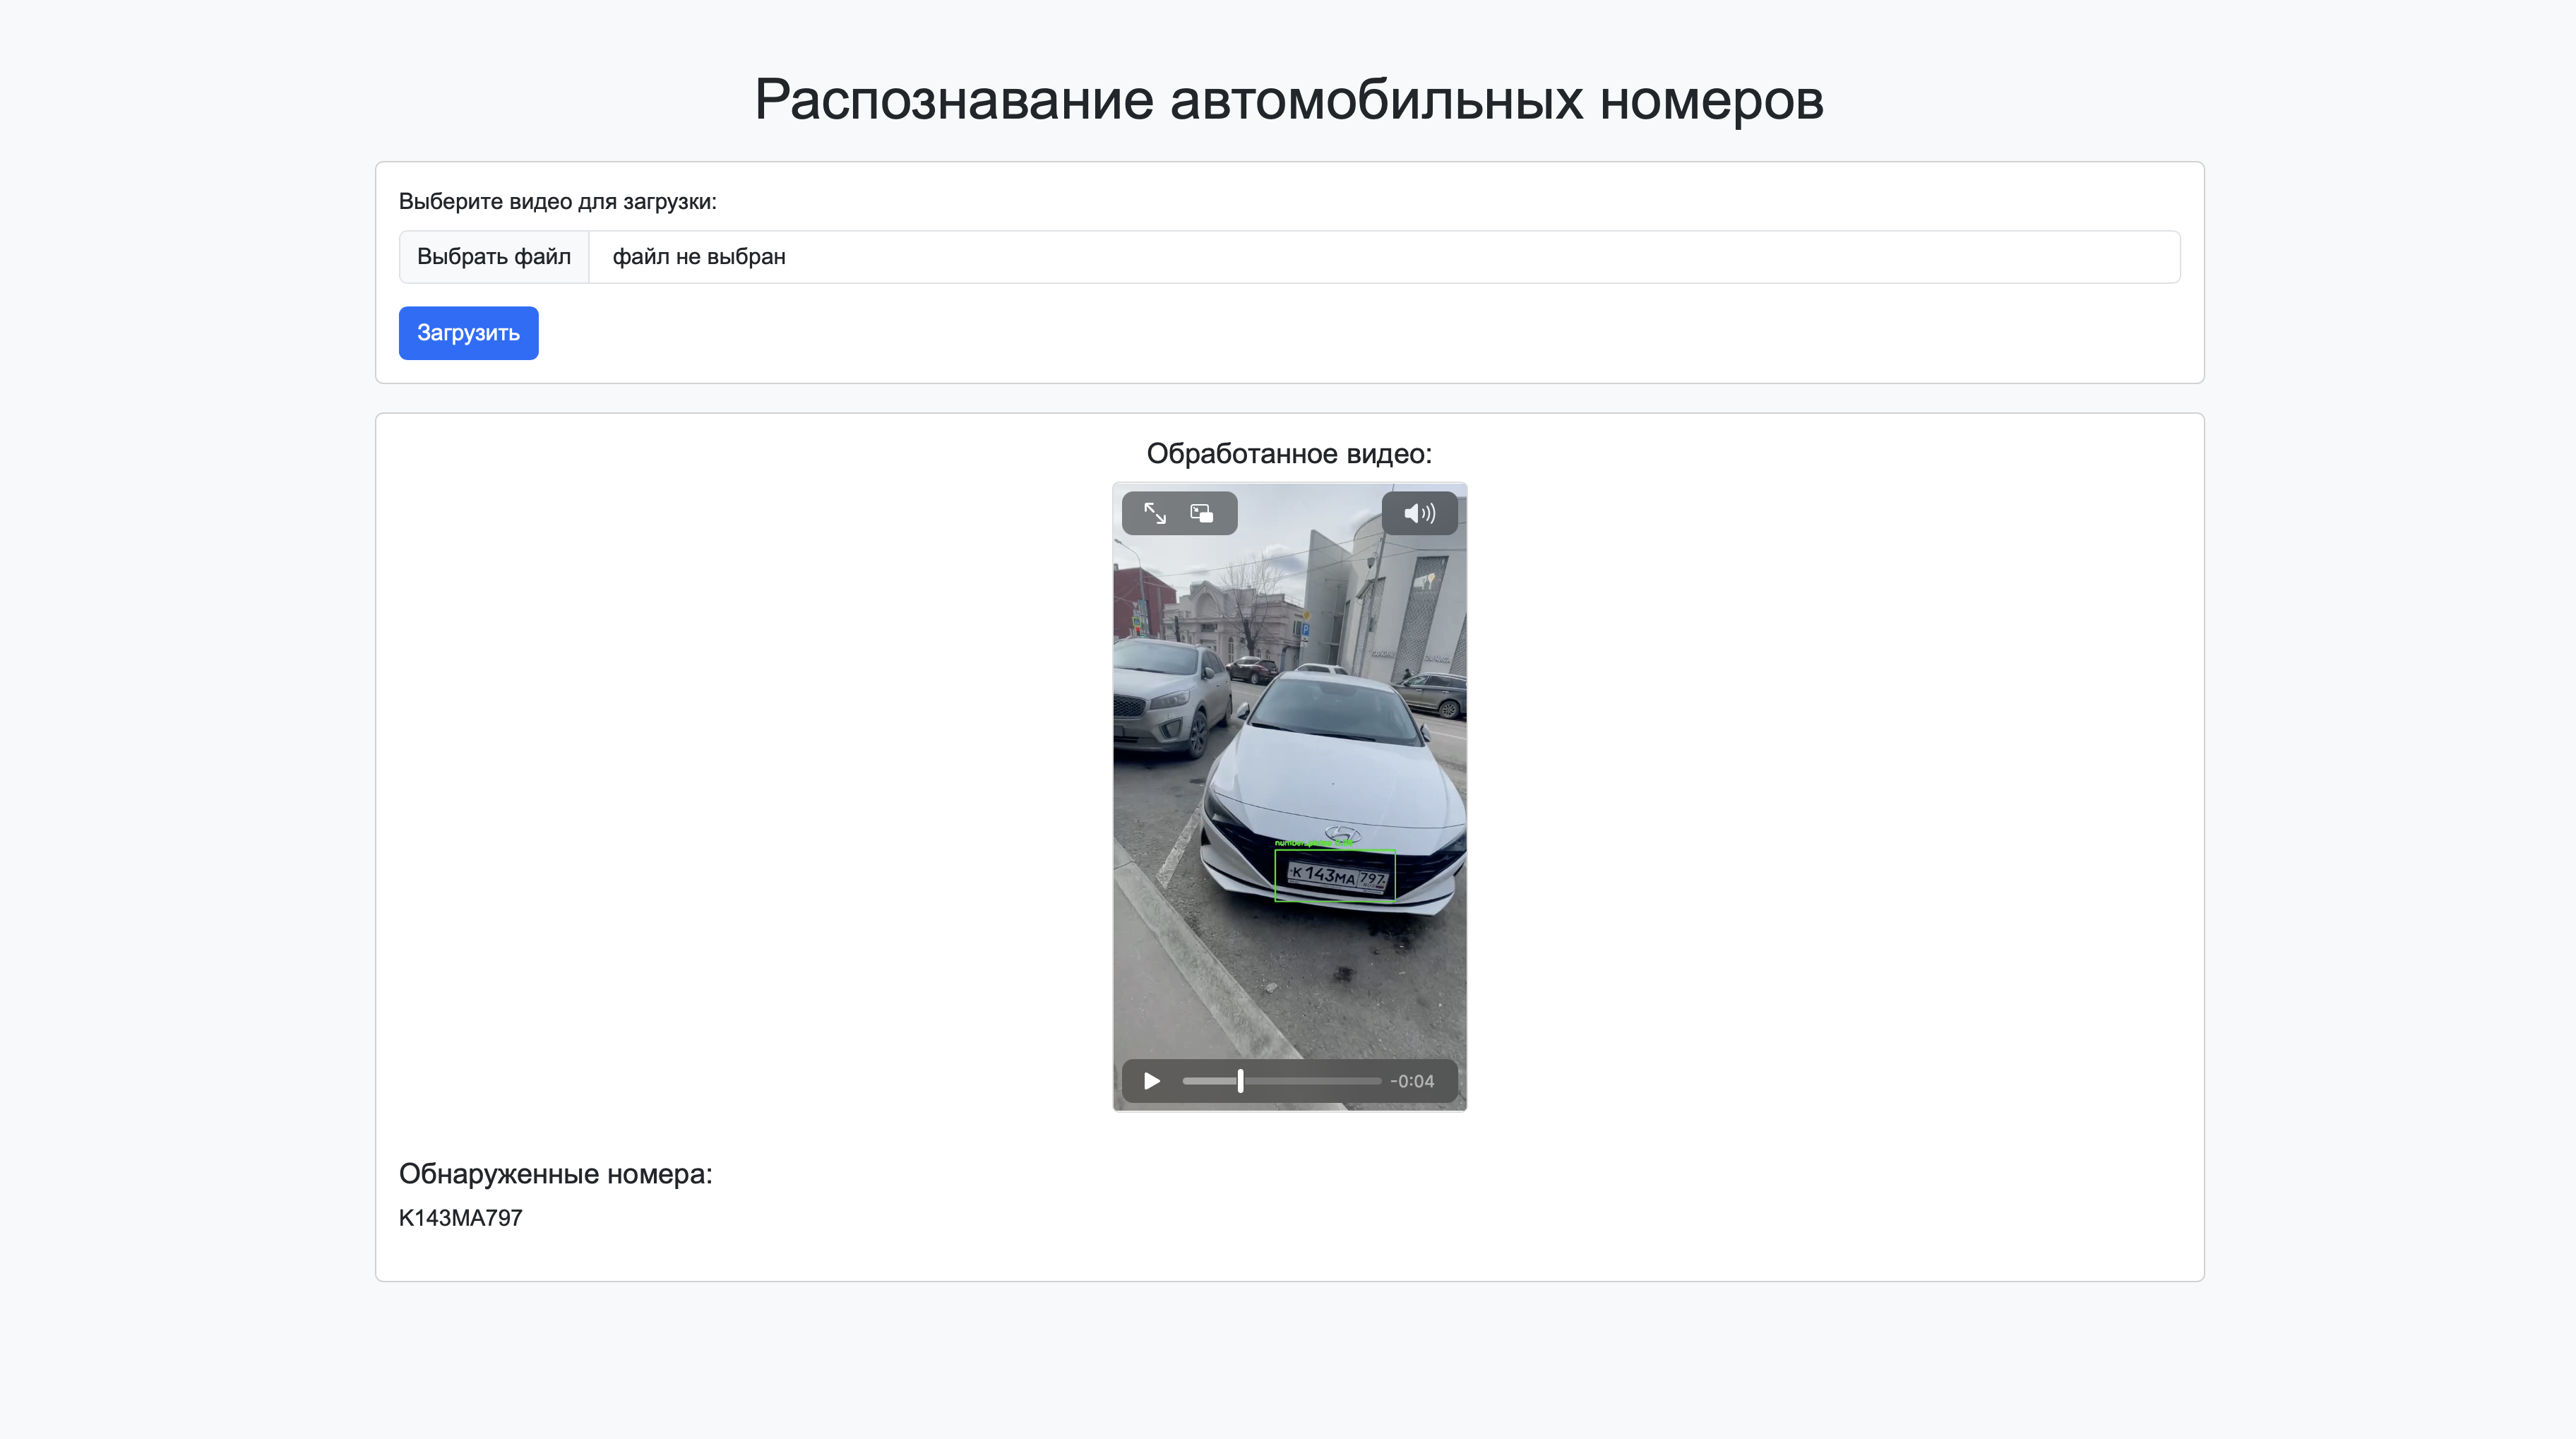 Распознавание автомобильных номеров
Выберите видео для загрузки:
Выбрать файл файл не выбран
Загрузить
Обработанное видео:
К143МА 797
-0:04
Обнаруженные номера:
K143MA797